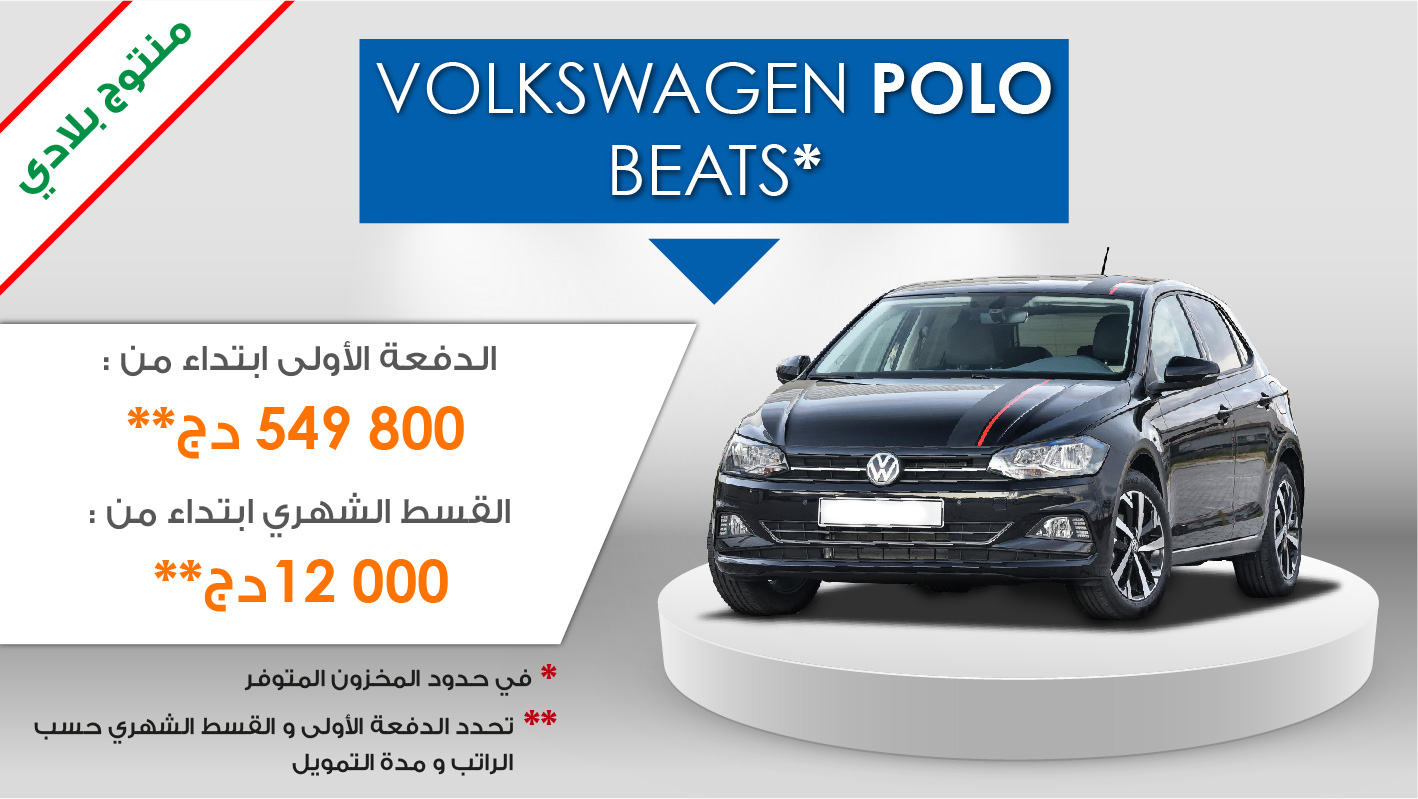 منتوج بلادي
VOLKSWAGEN POLO
BEATS*
الدفعة الأولى ابتداء من :
549 800 دج**
القسط الشهري ابتداء من :
12 000دج**
* في حدود المخزون المتوفر
** تحدد الدفعة الأولى و القسط الشهري حسب
الراتب و مدة التمويل